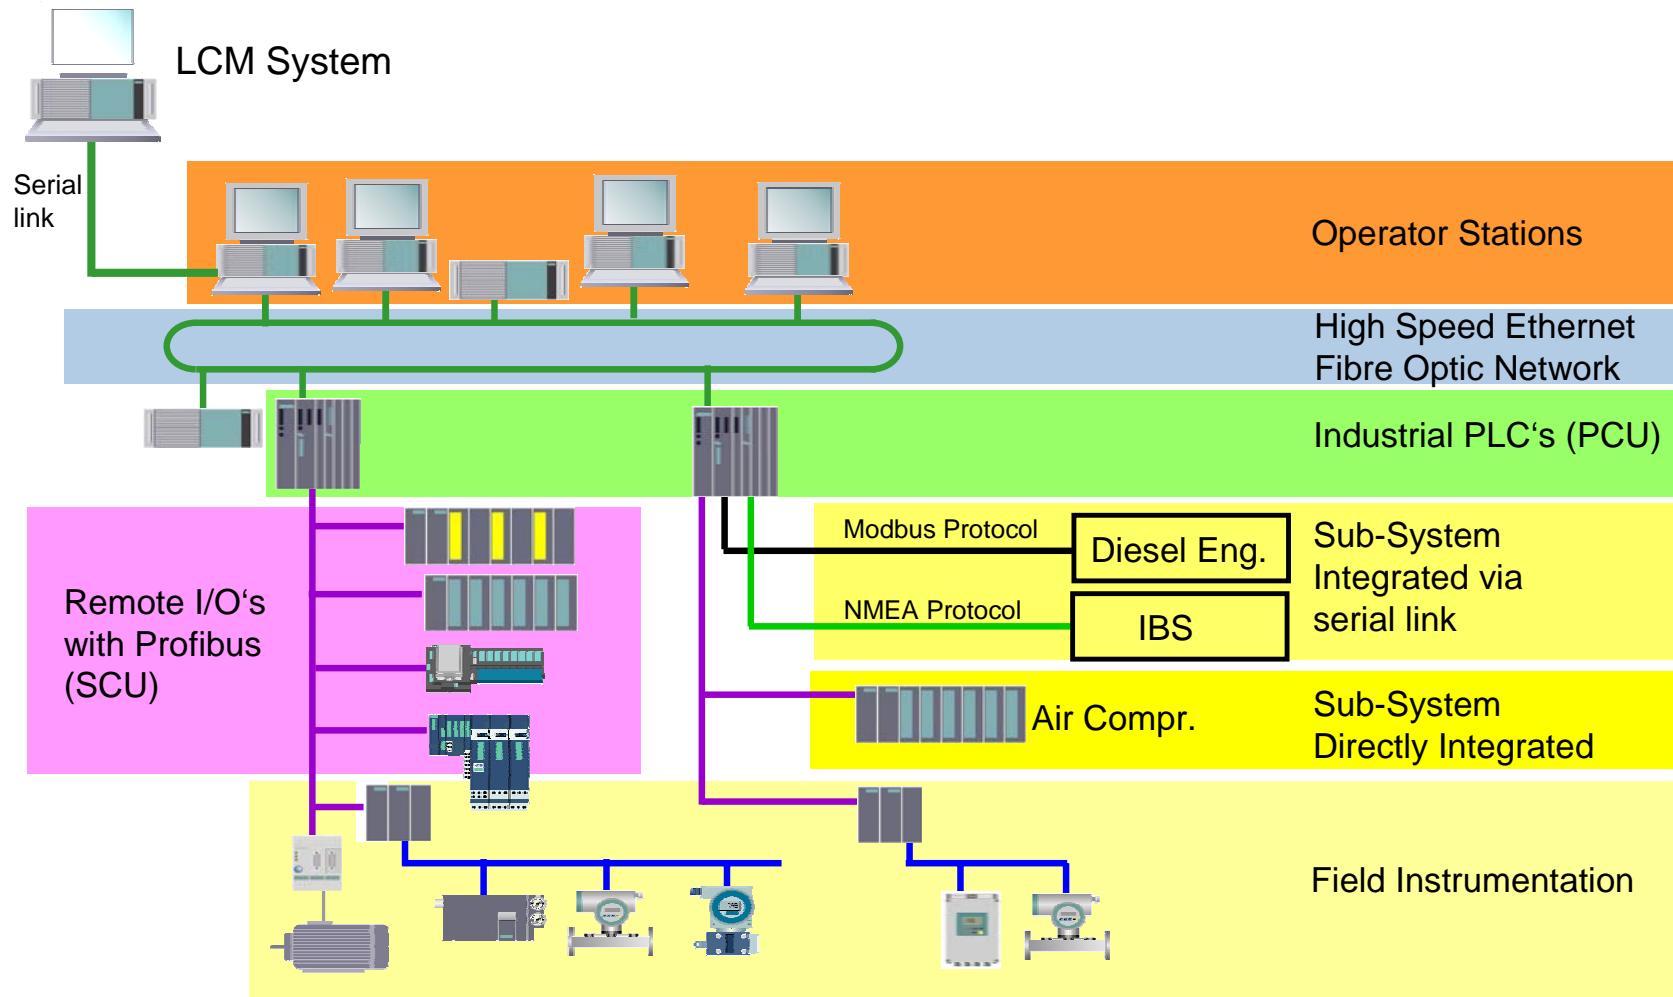 LCM System
Serial
link
Operator Stations
High Speed Ethernet
Fibre Optic Network
Industrial PLC‘s (PCU)
Remote I/O‘s
with Profibus
(SCU)
Modbus Protocol
Diesel Eng.
NMEA Protocol
IBS
Sub-System
Integrated via
serial link
Air Compr.
Sub-System
Directly Integrated
Field Instrumentation